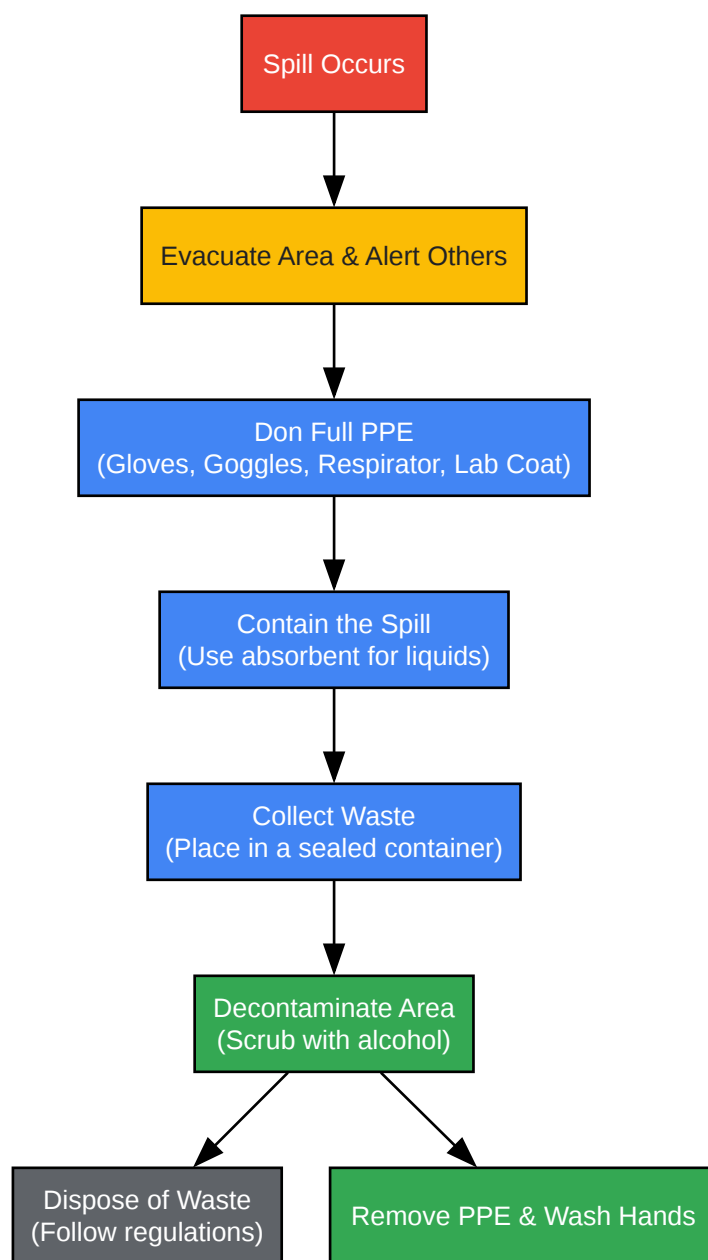 Spill Occurs
Evacuate Area & Alert Others
Don Full PPE
(Gloves, Goggles, Respirator, Lab Coat)
Contain the Spill
(Use absorbent for liquids)
Collect Waste
(Place in a sealed container)
Decontaminate Area
(Scrub with alcohol)
Dispose of Waste
(Follow regulations)
Remove PPE & Wash Hands